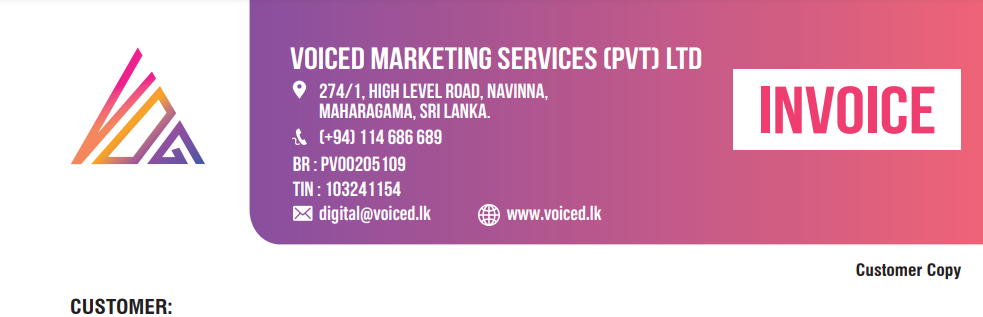 VOICED MARKETING SERVICES (PVT) LTD
274/1, HIGH LEVEL ROAD, NAVINNA,
MAHARAGAMA, SRI LANKA.
(+94) 114 686 689
BR : PV00205109
TIN : 103241154
digital@voiced.lk www.voiced.lk
INVOICE
Customer Copy
CUSTOMER: